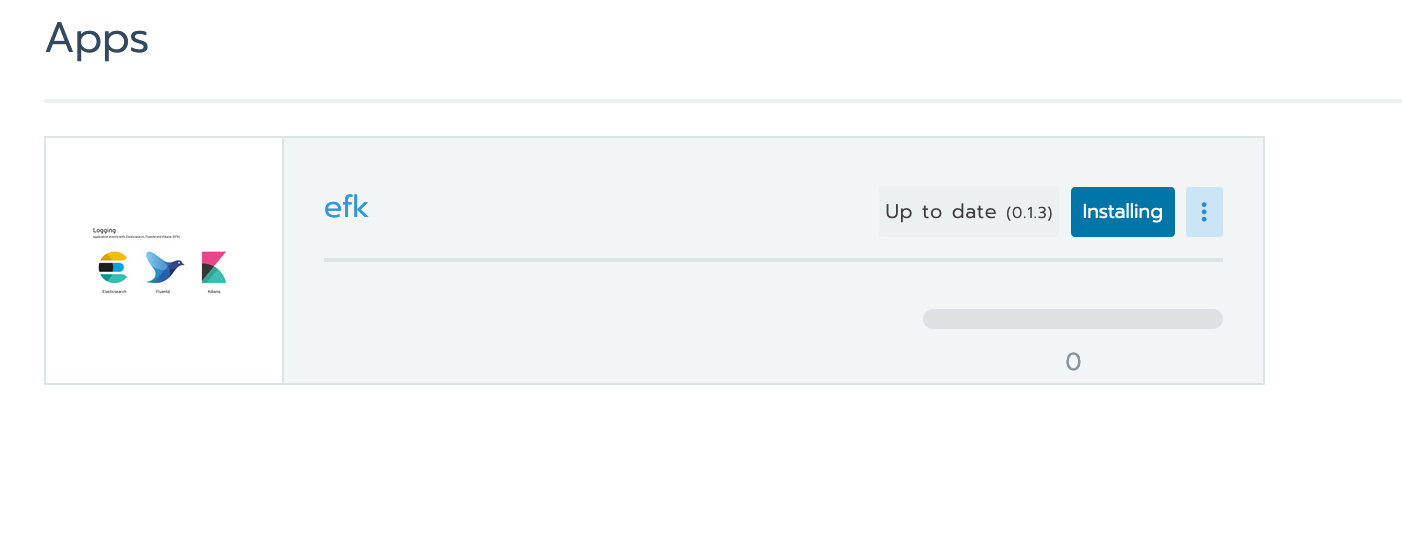 Apps
Logging
application events with Elasticsearch, Fluentd and Kibana (EFK)
Elasticsearch
Fluentd
Kibana
efk
Up to date (0.1.3)
Installing
0